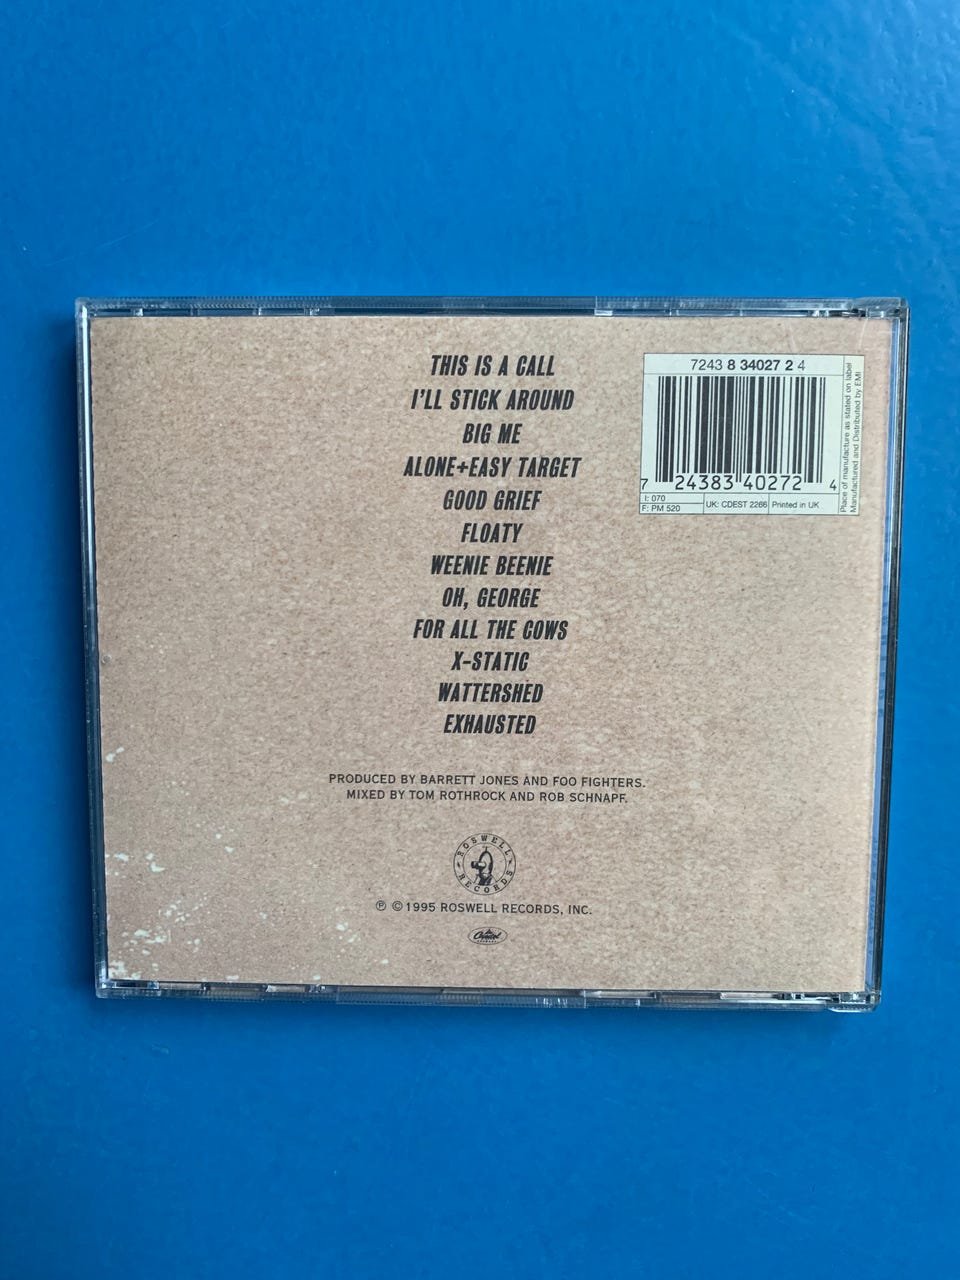 THIS IS A CALL
I'LL STICK AROUND
BIG ME
ALONE+EASY TARGET
GOOD GRIEF
FLOATY
WEENIE BEENIE
OH, GEORGE
FOR ALL THE COWS
X-STATIC
WATTERSHED
EXHAUSTED
7243 8 34027 2 4
7 24383 40272 4
I: 070
F: PM 520
UK: CDEST 2266
Printed in UK
Place of manufacture as stated on label
Manufactured and Distributed by EMI
PRODUCED BY BARRETT JONES AND FOO FIGHTERS.
MIXED BY TOM ROTHROCK AND ROB SCHNAPF.
ROSWELL
RECORDS
℗ © 1995 ROSWELL RECORDS, INC.
Capitol